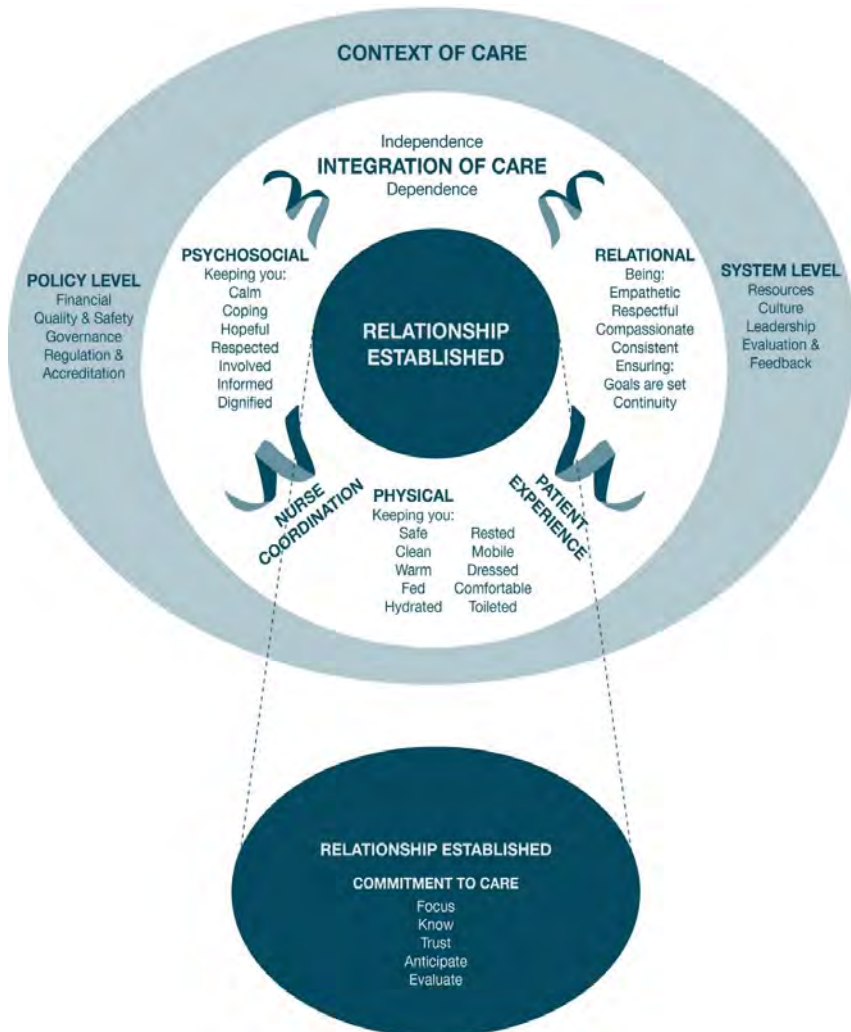 CONTEXT OF CARE
Independence
INTEGRATION OF CARE
Dependence
POLICY LEVEL
Financial
Quality & Safety
Governance
Regulation &
Accreditation
PSYCHOSOCIAL
Keeping you:
Calm
Coping
Hopeful
Respected
Involved
Informed
Dignified
RELATIONSHIP
ESTABLISHED
RELATIONAL
Being:
Empathetic
Respectful
Compassionate
Consistent
Ensuring:
Goals are set
Continuity
SYSTEM LEVEL
Resources
Culture
Leadership
Evaluation &
Feedback
NURSE
COORDINATION
PHYSICAL
Keeping you:
Safe
Clean
Warm
Fed
Hydrated
Rested
Mobile
Dressed
Comfortable
Toileted
PATIENT
EXPERIENCE
RELATIONSHIP ESTABLISHED
COMMITMENT TO CARE
Focus
Know
Trust
Anticipate
Evaluate